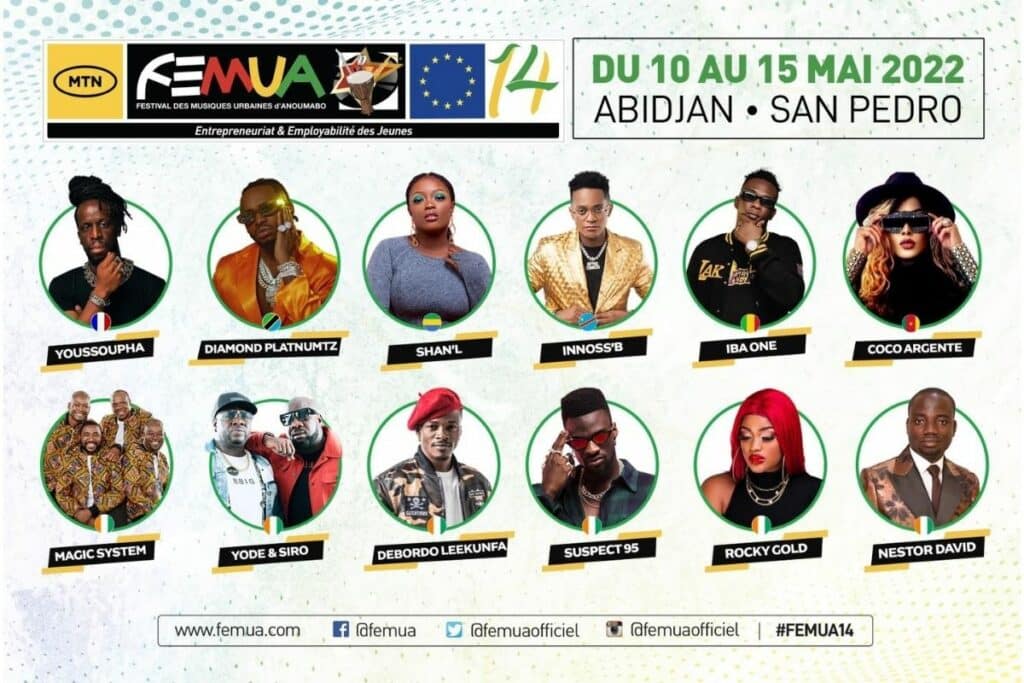 MTN
FEMUA
FESTIVAL DES MUSIQUES URBAINES d'ANOUMABO
14
Entrepreneuriat & Employabilité des Jeunes
DU 10 AU 15 MAI 2022
ABIDJAN • SAN PEDRO
YOUSSOUPHA
DIAMOND PLATNUMTZ
SHAN'L
INNOSS'B
IBA ONE
COCO ARGENTE
MAGIC SYSTEM
YODE & SIRO
DEBORDO LEEKUNFA
SUSPECT 95
ROCKY GOLD
NESTOR DAVID
www.femua.com @femua @femuaofficiel @femuaofficiel | #FEMUA14